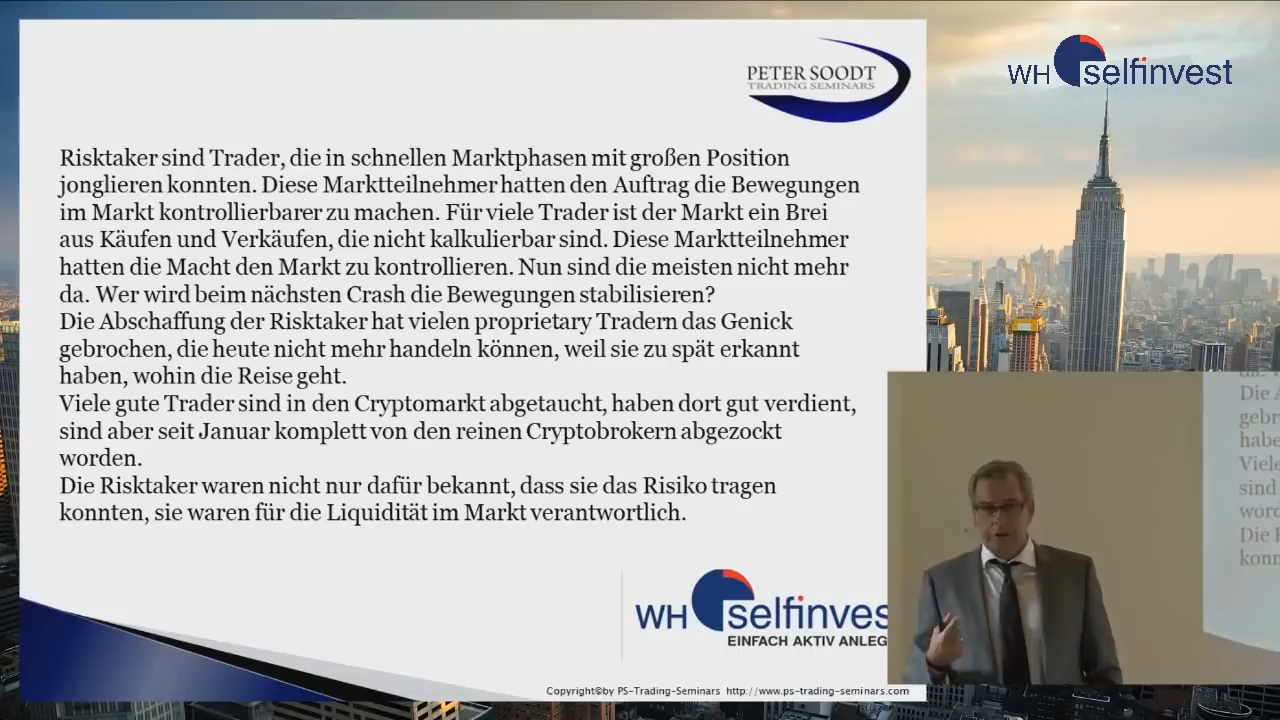 PETER SOODT
TRADING SEMINARS
WH selfinvest
Risktaker sind Trader, die in schnellen Marktphasen mit großen Position
jonglieren konnten. Diese Marktteilnehmer hatten den Auftrag die Bewegungen
im Markt kontrollierbarer zu machen. Für viele Trader ist der Markt ein Brei
aus Käufen und Verkäufen, die nicht kalkulierbar sind. Diese Marktteilnehmer
hatten die Macht den Markt zu kontrollieren. Nun sind die meisten nicht mehr
da. Wer wird beim nächsten Crash die Bewegungen stabilisieren?
Die Abschaffung der Risktaker hat vielen proprietary Tradern das Genick
gebrochen, die heute nicht mehr handeln können, weil sie zu spät erkannt
haben, wohin die Reise geht.
Viele gute Trader sind in den Cryptomarkt abgetaucht, haben dort gut verdient,
sind aber seit Januar komplett von den reinen Cryptobrokern abgezockt
worden.
Die Risktaker waren nicht nur dafür bekannt, dass sie das Risiko tragen
konnten, sie waren für die Liquidität im Markt verantwortlich.
WH selfinves
EINFACH AKTIV ANLEG
Copyright©by PS-Trading-Seminars http://www.ps-trading-seminars.com
Die
gebr
habe
Viele
sind
word
Die
konn